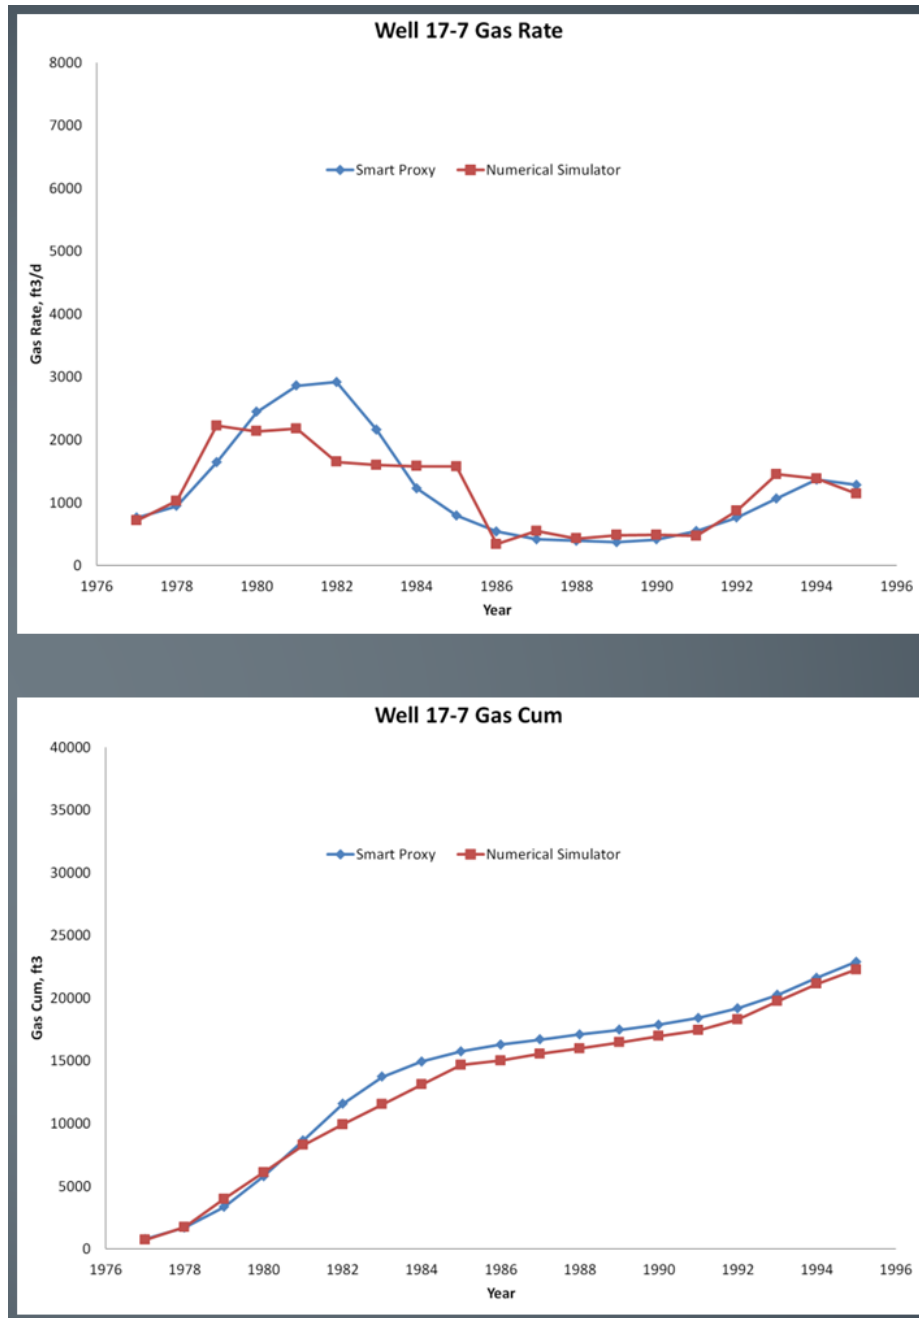 Well 17-7 Gas Rate
8000
7000
6000
5000
4000
3000
2000
1000
0
Gas Rate, ft3/d
Smart Proxy Numerical Simulator
1976 1978 1980 1982 1984 1986 1988 1990 1992 1994 1996
Year
Well 17-7 Gas Cum
40000
35000
30000
25000
20000
15000
10000
5000
0
Gas Cum, ft3
Smart Proxy Numerical Simulator
1976 1978 1980 1982 1984 1986 1988 1990 1992 1994 1996
Year